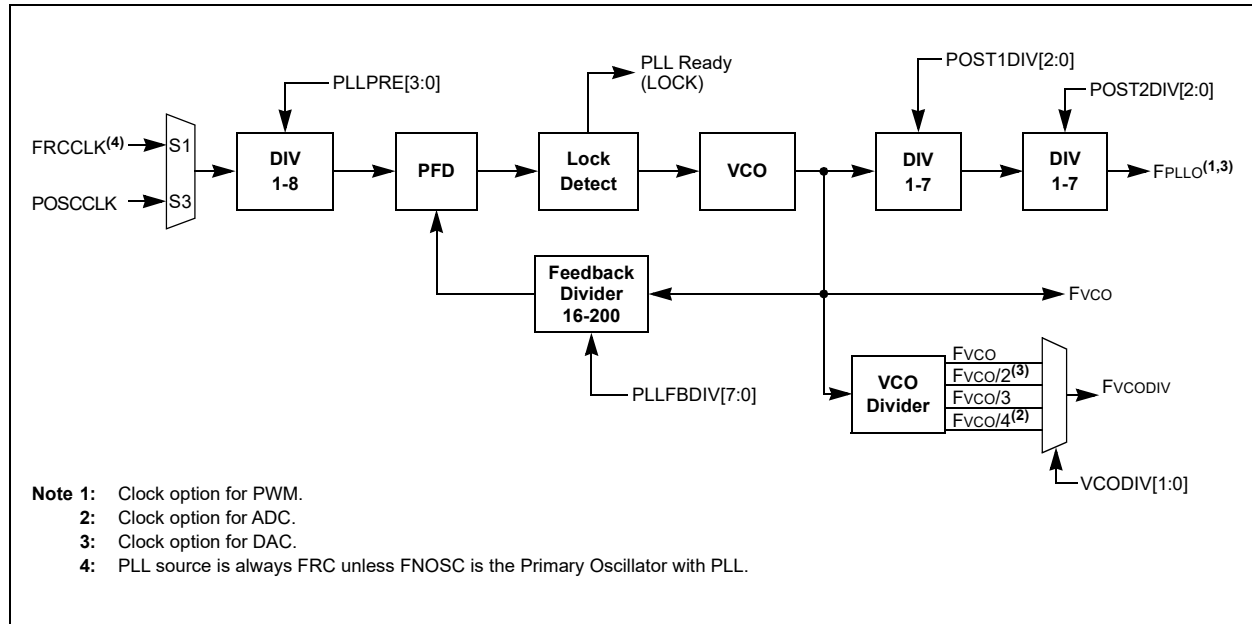 PLLPRE[3:0]
PLL Ready
(LOCK)
POST1DIV[2:0]
POST2DIV[2:0]
FRCCLK(4)
S1
POSCCLK
S3
DIV
1-8
PFD
Lock
Detect
VCO
DIV
1-7
DIV
1-7
FPLLO(1,3)
Feedback
Divider
16-200
FVCO
PLLFBDIV[7:0]
VCO
Divider
FVCO
FVCO/2(3)
FVCO/3
FVCO/4(2)
FVCODIV
VCODIV[1:0]
Note 1: Clock option for PWM.
2: Clock option for ADC.
3: Clock option for DAC.
4: PLL source is always FRC unless FNOSC is the Primary Oscillator with PLL.